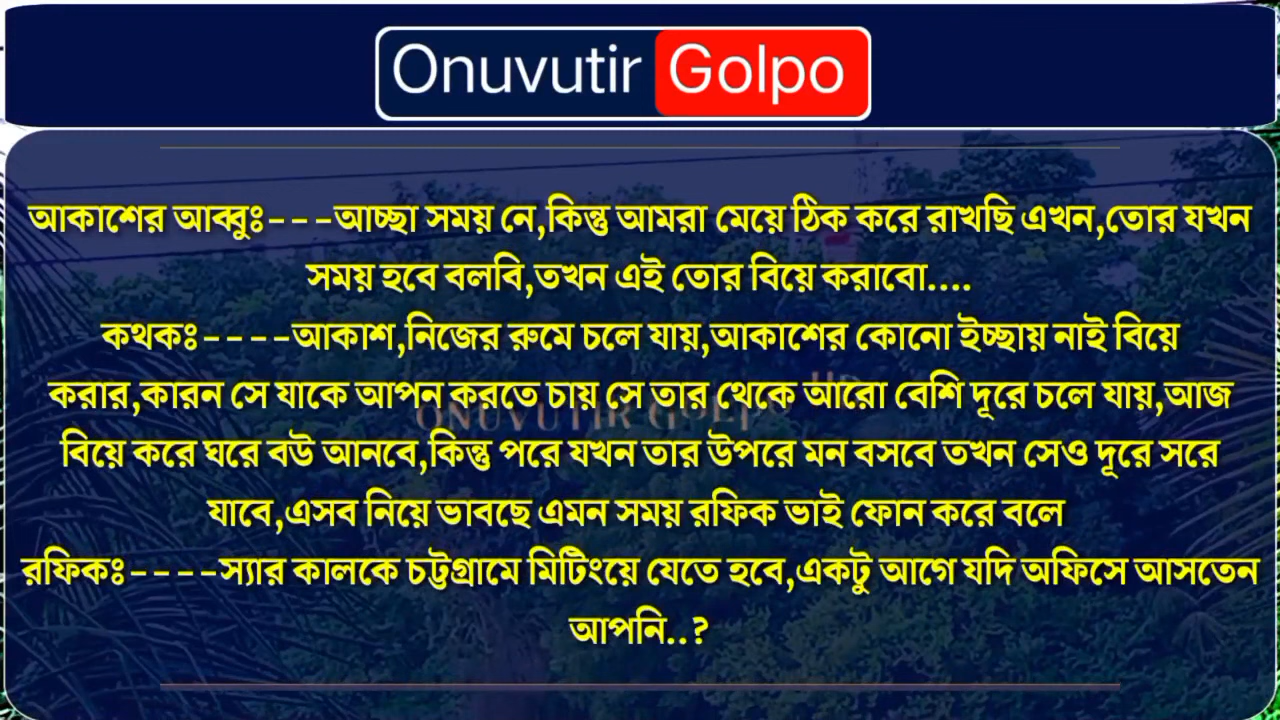 Onuvutir Golpo
আকাশের আব্বুঃ---আচ্ছা সময় নে,কিন্তু আমরা মেয়ে ঠিক করে রাখছি এখন,তোর যখন
সময় হবে বলবি,তখন এই তোর বিয়ে করাবো....
কথকঃ----আকাশ,নিজের রুমে চলে যায়,আকাশের কোনো ইচ্ছায় নাই বিয়ে
করার,কারন সে যাকে আপন করতে চায় সে তার থেকে আরো বেশি দূরে চলে যায়,আজ
বিয়ে করে ঘরে বউ আনবে,কিন্তু পরে যখন তার উপরে মন বসবে তখন সেও দূরে সরে
যাবে,এসব নিয়ে ভাবছে এমন সময় রফিক ভাই ফোন করে বলে
রফিকঃ----স্যার কালকে চট্টগ্রামে মিটিংয়ে যেতে হবে,একটু আগে যদি অফিসে আসতেন
আপনি..?
ONUVUTIR GOLPO